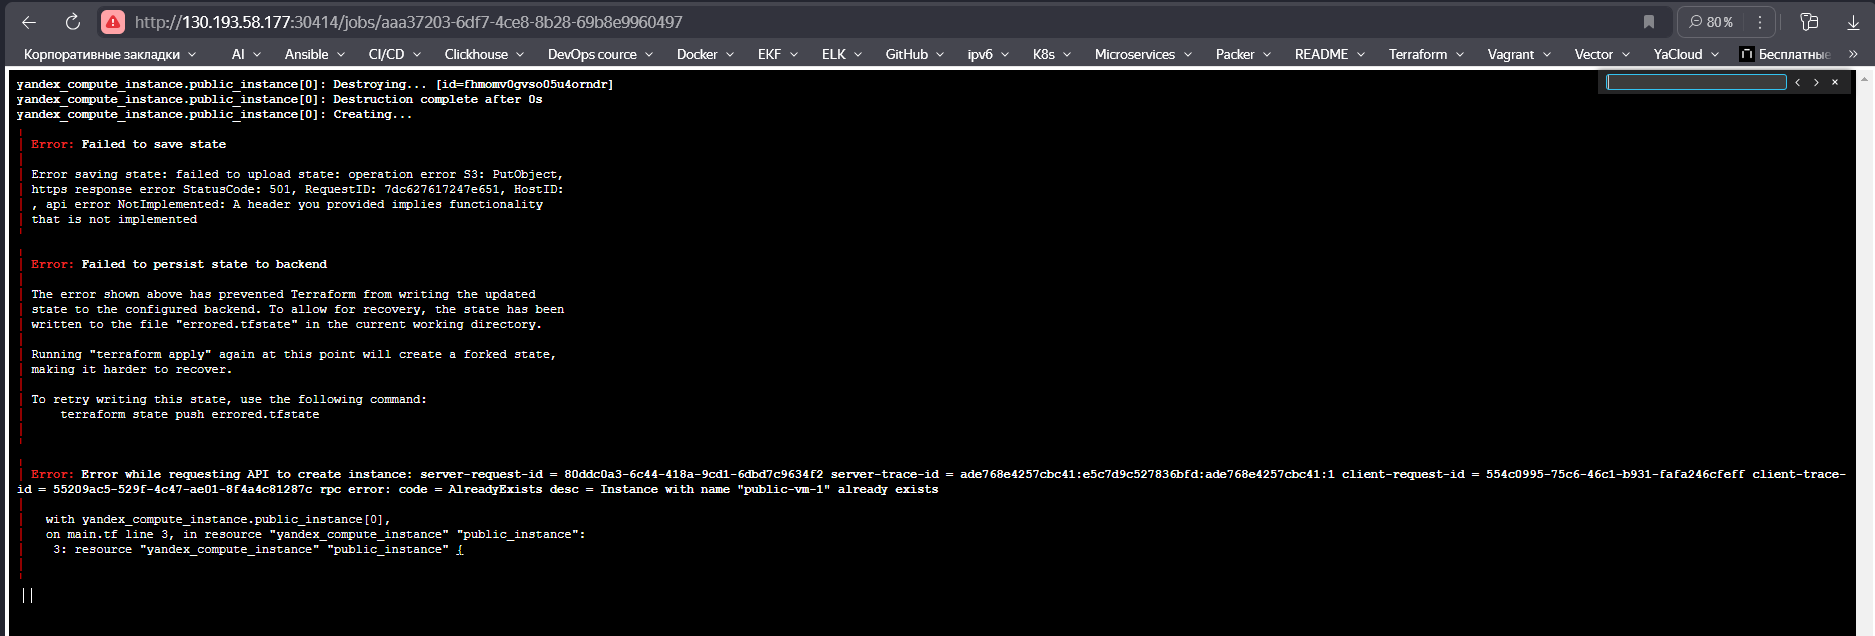 http://130.193.58.177:30414/jobs/aaa37203-6df7-4ce8-8b28-69b8e9960497 80%
Корпоративные закладки AI Ansible CI/CD Clickhouse DevOps cource Docker EKF ELK GitHub ipv6 K8s Microservices Packer README Terraform Vagrant Vector YaCloud Бесплатные
yandex_compute_instance.public_instance[0]: Destroying... [id=fhmomv0gvso05u4orndr]
yandex_compute_instance.public_instance[0]: Destruction complete after 0s
yandex_compute_instance.public_instance[0]: Creating...
Error: Failed to save state
Error saving state: failed to upload state: operation error S3: PutObject,
https response error StatusCode: 501, RequestID: 7dc627617247e651, HostID:
, api error NotImplemented: A header you provided implies functionality
that is not implemented
Error: Failed to persist state to backend
The error shown above has prevented Terraform from writing the updated
state to the configured backend. To allow for recovery, the state has been
written to the file "errored.tfstate" in the current working directory.
Running "terraform apply" again at this point will create a forked state,
making it harder to recover.
To retry writing this state, use the following command:
terraform state push errored.tfstate
Error: Error while requesting API to create instance: server-request-id = 80ddc0a3-6c44-418a-9cd1-6dbd7c9634f2 server-trace-id = ade768e4257cbc41:e5c7d9c527836bfd:ade768e4257cbc41:1 client-request-id = 554c0995-75c6-46c1-b931-fafa246cfeff client-trace-
id = 55209ac5-529f-4c47-ae01-8f4a4c81287c rpc error: code = AlreadyExists desc = Instance with name "public-vm-1" already exists
with yandex_compute_instance.public_instance[0],
on main.tf line 3, in resource "yandex_compute_instance" "public_instance":
3: resource "yandex_compute_instance" "public_instance" {